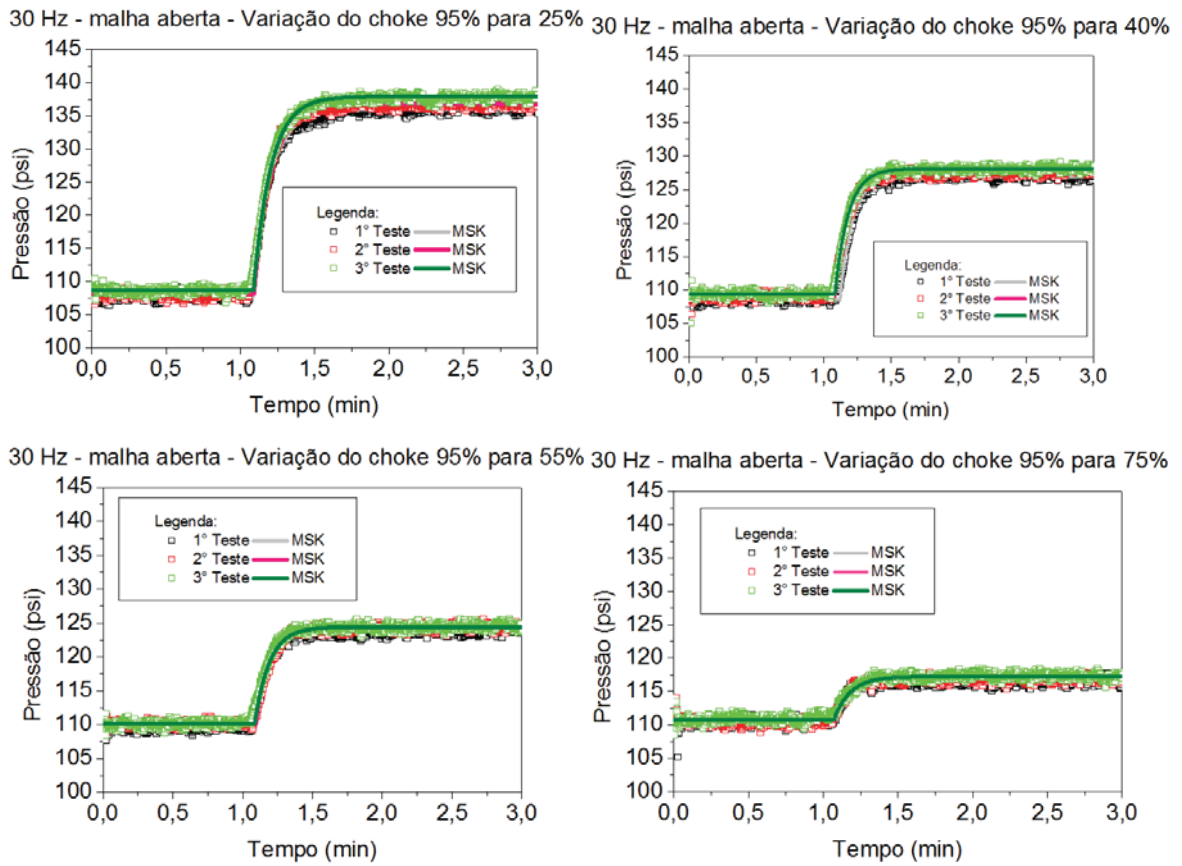 30 Hz - malha aberta - Variação do choke 95% para 25%
145
140
135
130
125
120
115
110
105
100
Pressão (psi)
Legenda:
1° Teste MSK
2° Teste MSK
3° Teste MSK
0,0 0,5 1,0 1,5 2,0 2,5 3,0
Tempo (min)
30 Hz - malha aberta - Variação do choke 95% para 40%
145
140
135
130
125
120
115
110
105
100
Pressão (psi)
Legenda:
1° Teste MSK
2° Teste MSK
3° Teste MSK
0,0 0,5 1,0 1,5 2,0 2,5 3,0
Tempo (min)
30 Hz - malha aberta - Variação do choke 95% para 55%
145
140
135
130
125
120
115
110
105
100
Pressão (psi)
Legenda:
1° Teste MSK
2° Teste MSK
3° Teste MSK
0,0 0,5 1,0 1,5 2,0 2,5 3,0
Tempo (min)
30 Hz - malha aberta - Variação do choke 95% para 75%
145
140
135
130
125
120
115
110
105
100
Pressão (psi)
Legenda:
1° Teste MSK
2° Teste MSK
3° Teste MSK
0,0 0,5 1,0 1,5 2,0 2,5 3,0
Tempo (min)